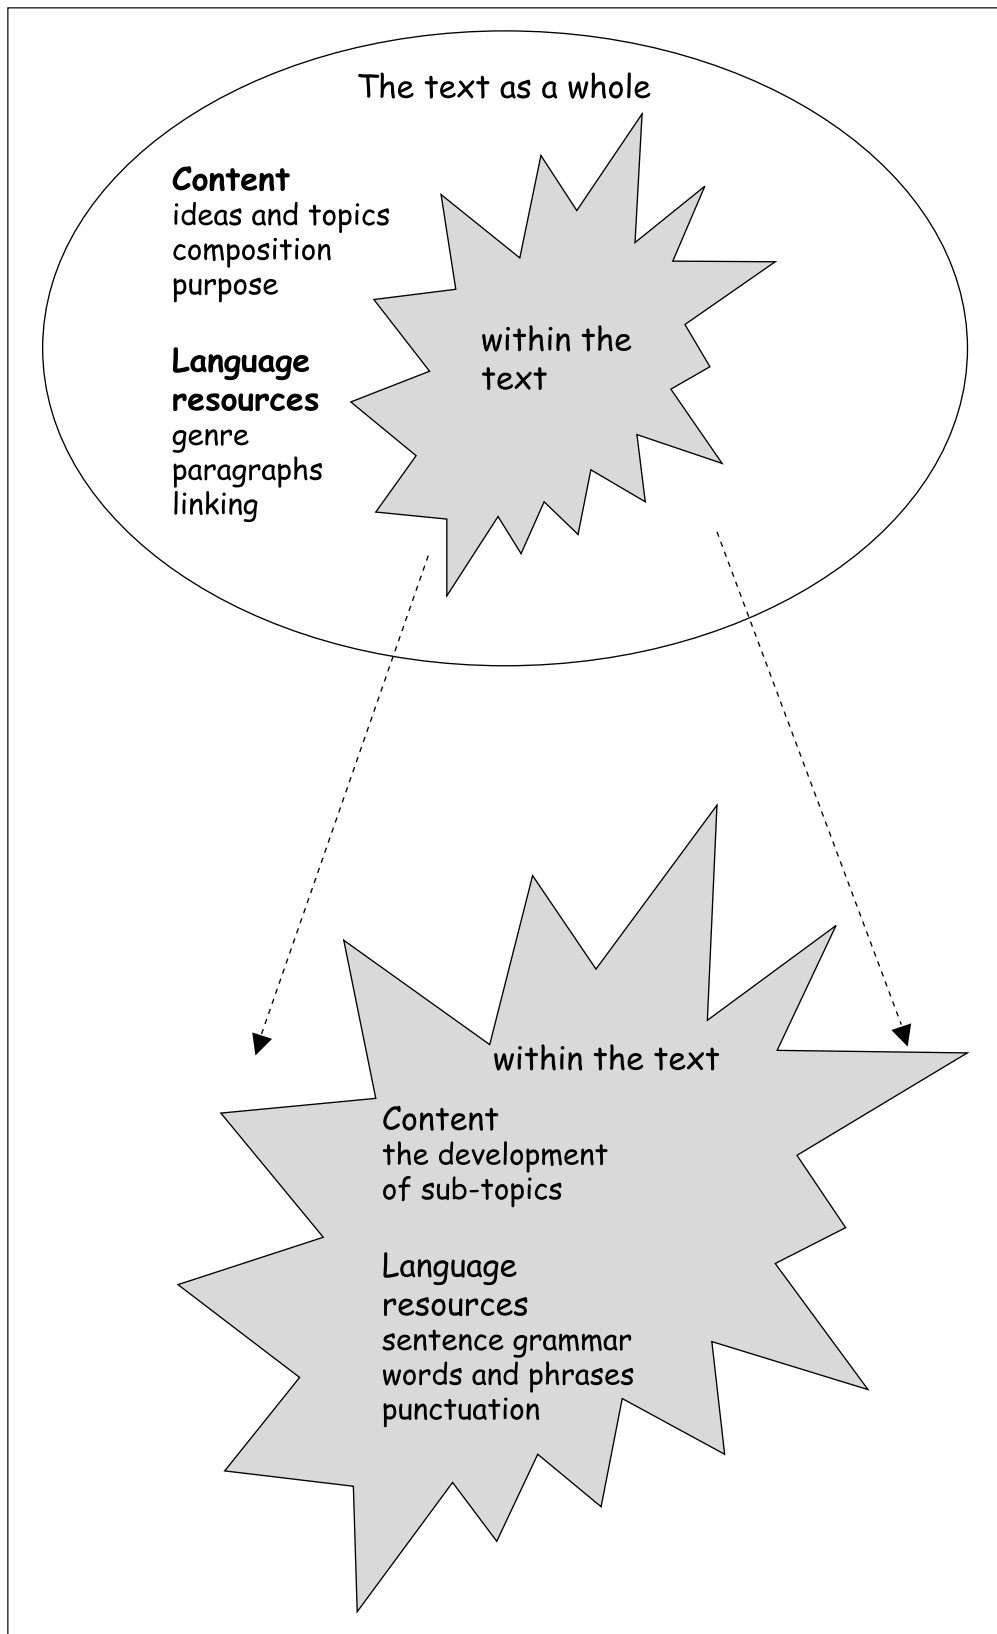 The text as a whole
Content
ideas and topics
composition
purpose
Language
resources
genre
paragraphs
linking
within the
text
within the text
Content
the development
of sub-topics
Language
resources
sentence grammar
words and phrases
punctuation